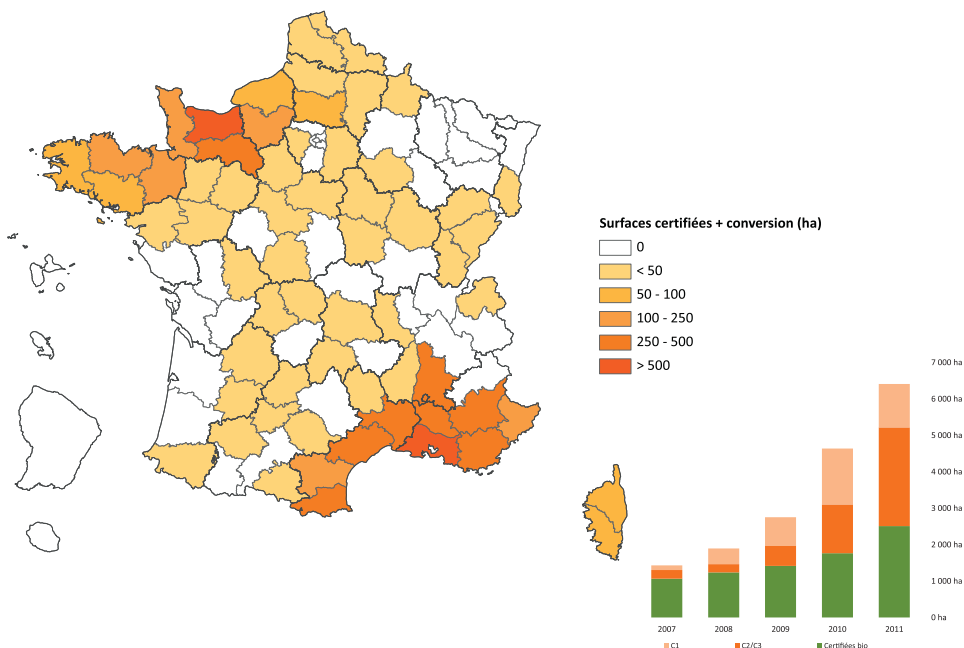 Surfaces certifiées + conversion (ha)
0
< 50
50 - 100
100 - 250
250 - 500
> 500
7 000 ha
6 000 ha
5 000 ha
4 000 ha
3 000 ha
2 000 ha
1 000 ha
0 ha
2007 2008 2009 2010 2011
C1 C2/C3 Certifiées bio